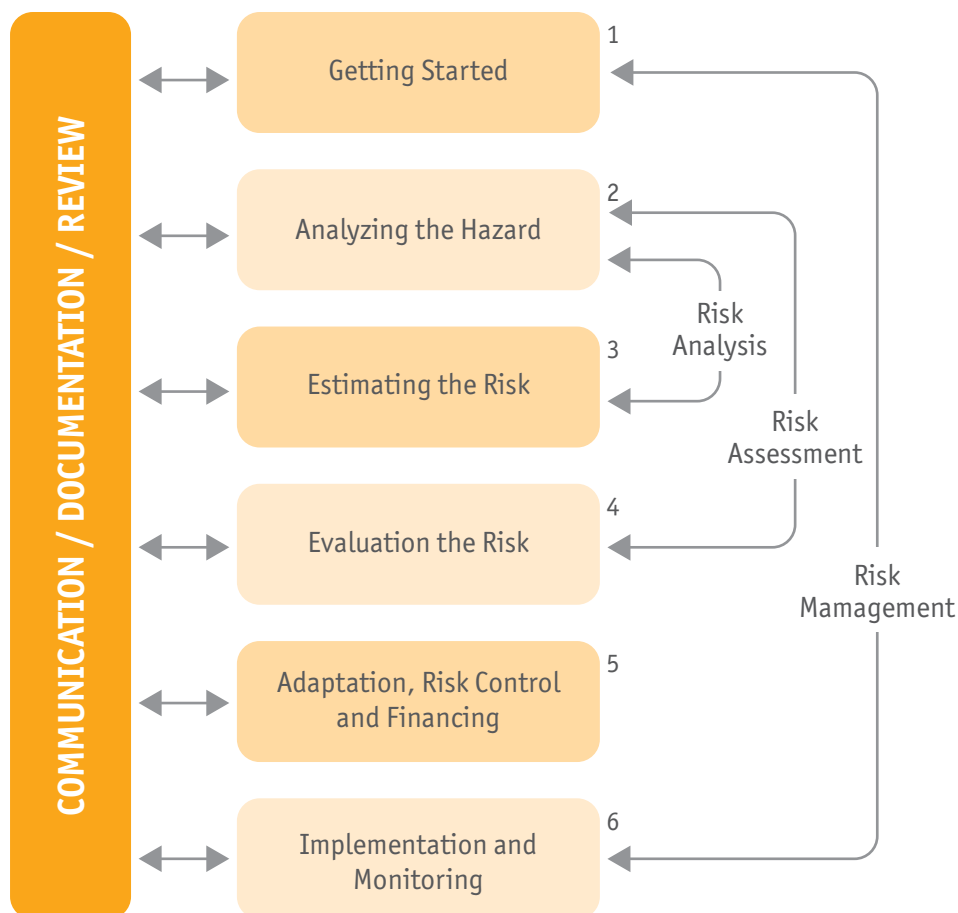 COMMUNICATION / DOCUMENTATION / REVIEW
1
Getting Started
2
Analyzing the Hazard
Risk
Analysis
3
Estimating the Risk
Risk
Assessment
4
Evaluation the Risk
Risk
Mamagement
5
Adaptation, Risk Control
and Financing
6
Implementation and
Monitoring